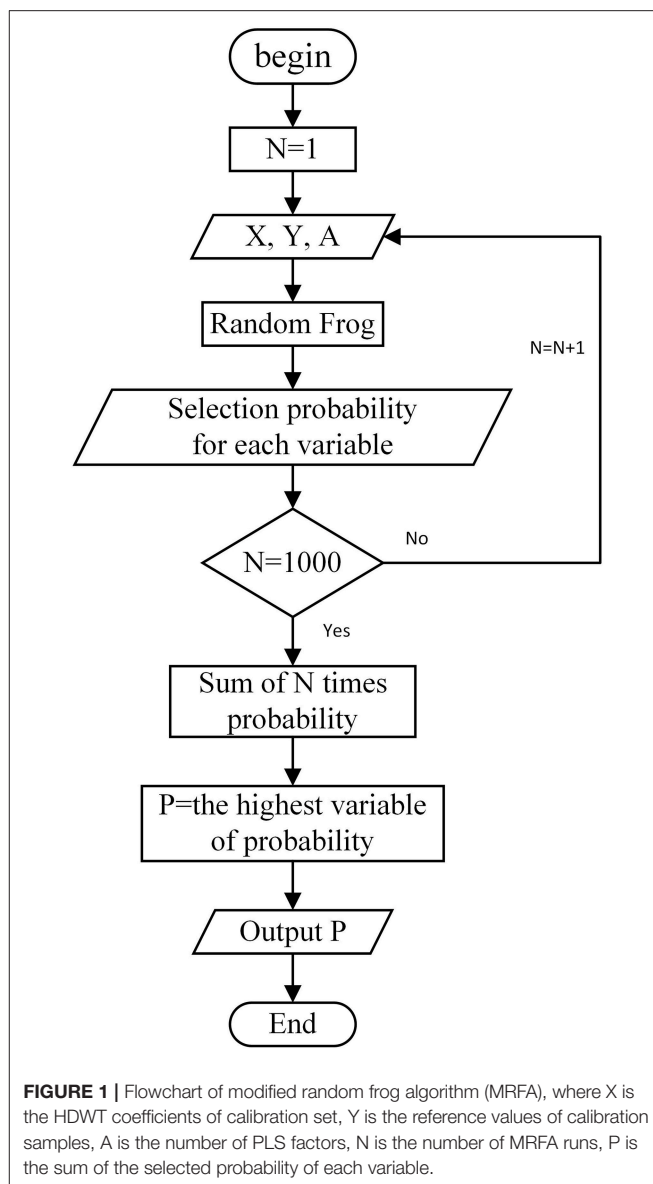 begin
N=1
X, Y, A
Random Frog
N=N+1
Selection probability
for each variable
N=1000
No
Yes
Sum of N times
probability
P=the highest variable
of probability
Output P
End
FIGURE 1 | Flowchart of modified random frog algorithm (MRFA), where X is
the HDWT coefficients of calibration set, Y is the reference values of calibration
samples, A is the number of PLS factors, N is the number of MRFA runs, P is
the sum of the selected probability of each variable.